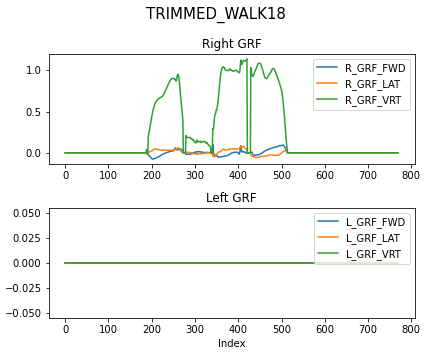 TRIMMED_WALK18
Right GRF
1.0
0.5
0.0
R_GRF_FWD
R_GRF_LAT
R_GRF_VRT
0 100 200 300 400 500 600 700 800
Left GRF
0.050
0.025
0.000
−0.025
−0.050
L_GRF_FWD
L_GRF_LAT
L_GRF_VRT
0 100 200 300 400 500 600 700 800
Index